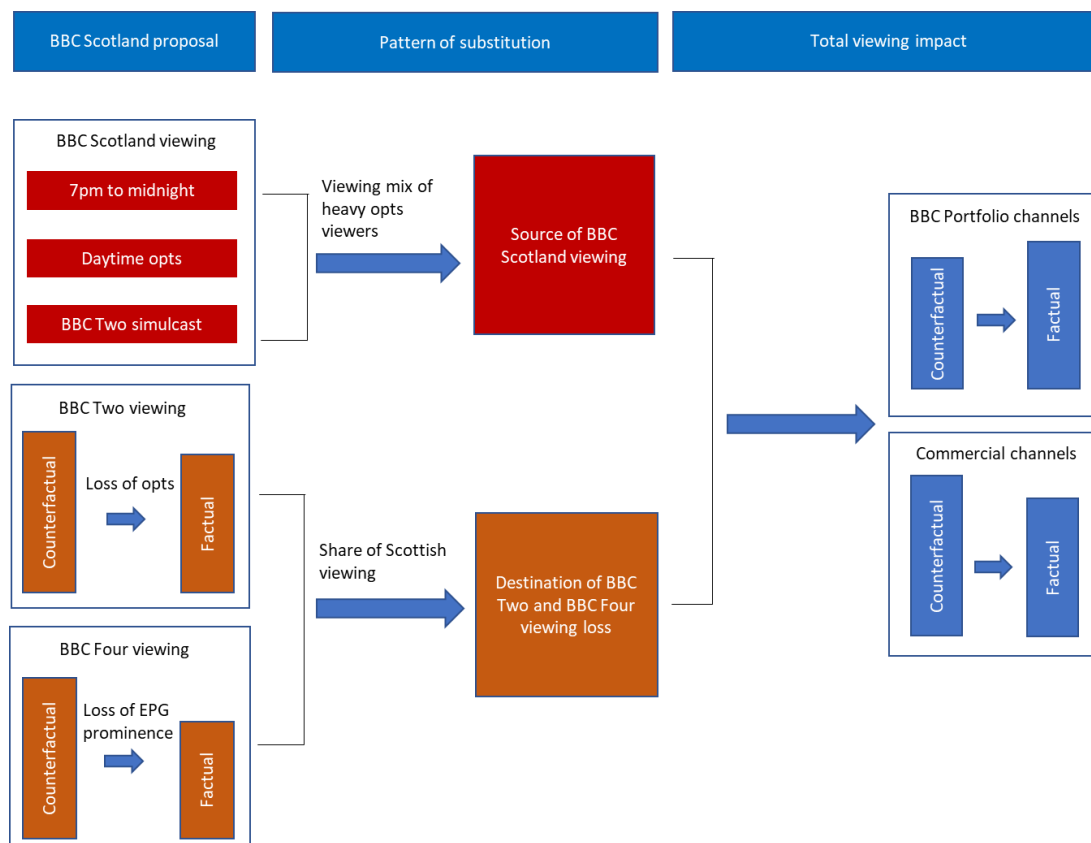 BBC Scotland proposal
Pattern of substitution
Total viewing impact
BBC Scotland viewing
7pm to midnight
Daytime opts
BBC Two simulcast
Viewing mix of
heavy opts
viewers
Source of BBC
Scotland viewing
BBC Two viewing
Counterfactual
Loss of opts
Factual
BBC Four viewing
Counterfactual
Loss of EPG
prominence
Factual
Share of Scottish
viewing
Destination of BBC
Two and BBC Four
viewing loss
BBC Portfolio channels
Counterfactual
Factual
Commercial channels
Counterfactual
Factual